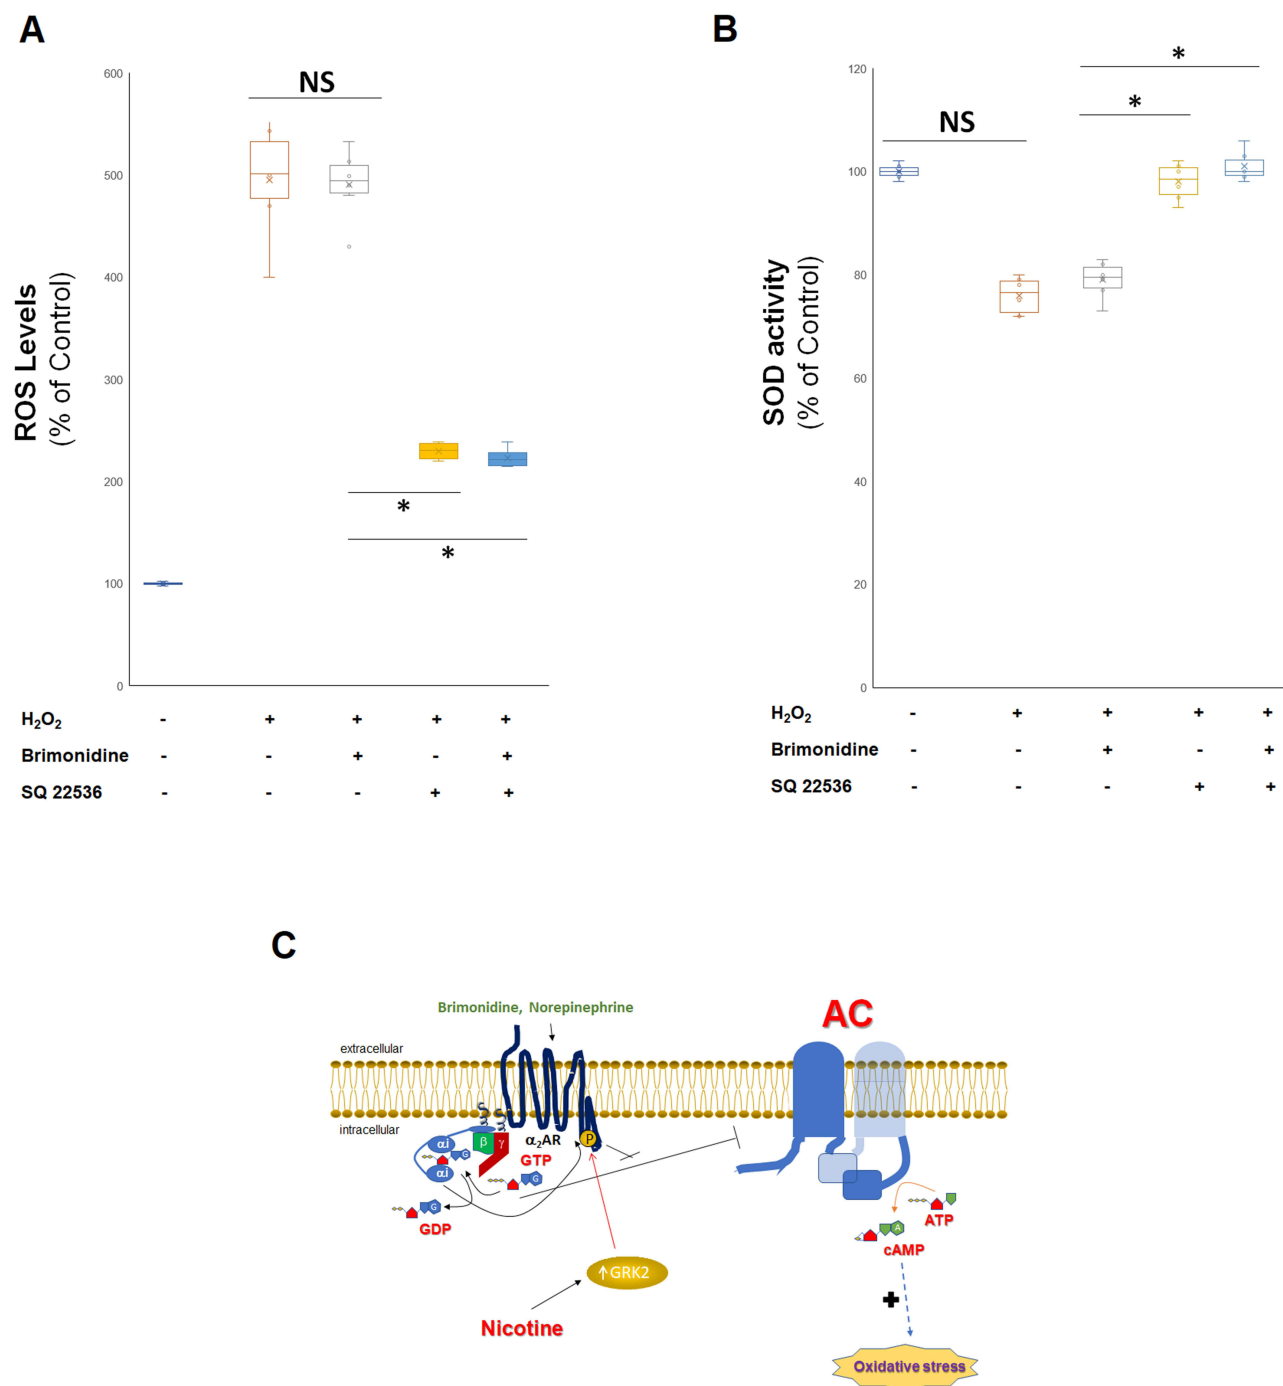 A
ROS Levels
(% of Control)
600
500
400
300
200
100
0
NS
*
*
H₂O₂ - + + + +
Brimonidine - - + - +
SQ 22536 - - - + +
B
SOD activity
(% of Control)
120
100
80
60
40
20
0
NS
*
*
H₂O₂ - + + + +
Brimonidine - - + - +
SQ 22536 - - - + +
C
Brimonidine, Norepinephrine
AC
extracellular
intracellular
αi
αi
G
β
γ
α₂AR
P
GTP
G
G
GDP
ATP
A
cAMP
↑GRK2
Nicotine
+
Oxidative stress